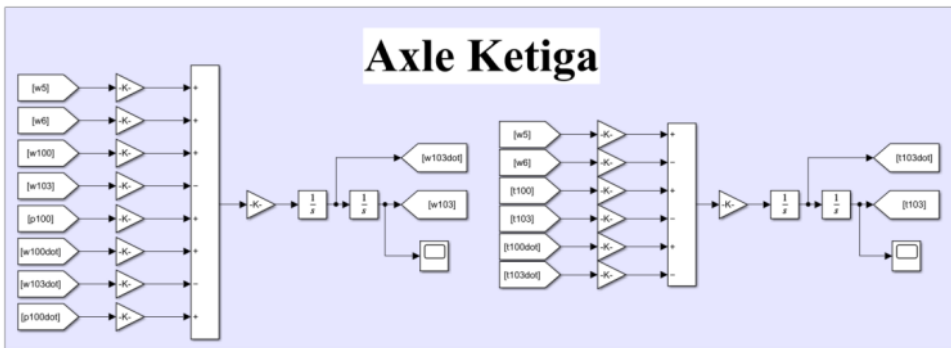 Axle Ketiga
[w5]
-K-
+
[w6]
-K-
+
[w100]
-K-
+
[w103]
-K-
−
[p100]
-K-
+
[w100dot]
-K-
+
[w103dot]
-K-
−
[p100dot]
-K-
+
-K-
1
s
1
s
[w103dot]
[w103]
[w5]
-K-
+
[w6]
-K-
−
[t100]
-K-
+
[t103]
-K-
−
[t100dot]
-K-
+
[t103dot]
-K-
−
-K-
1
s
1
s
[t103dot]
[t103]